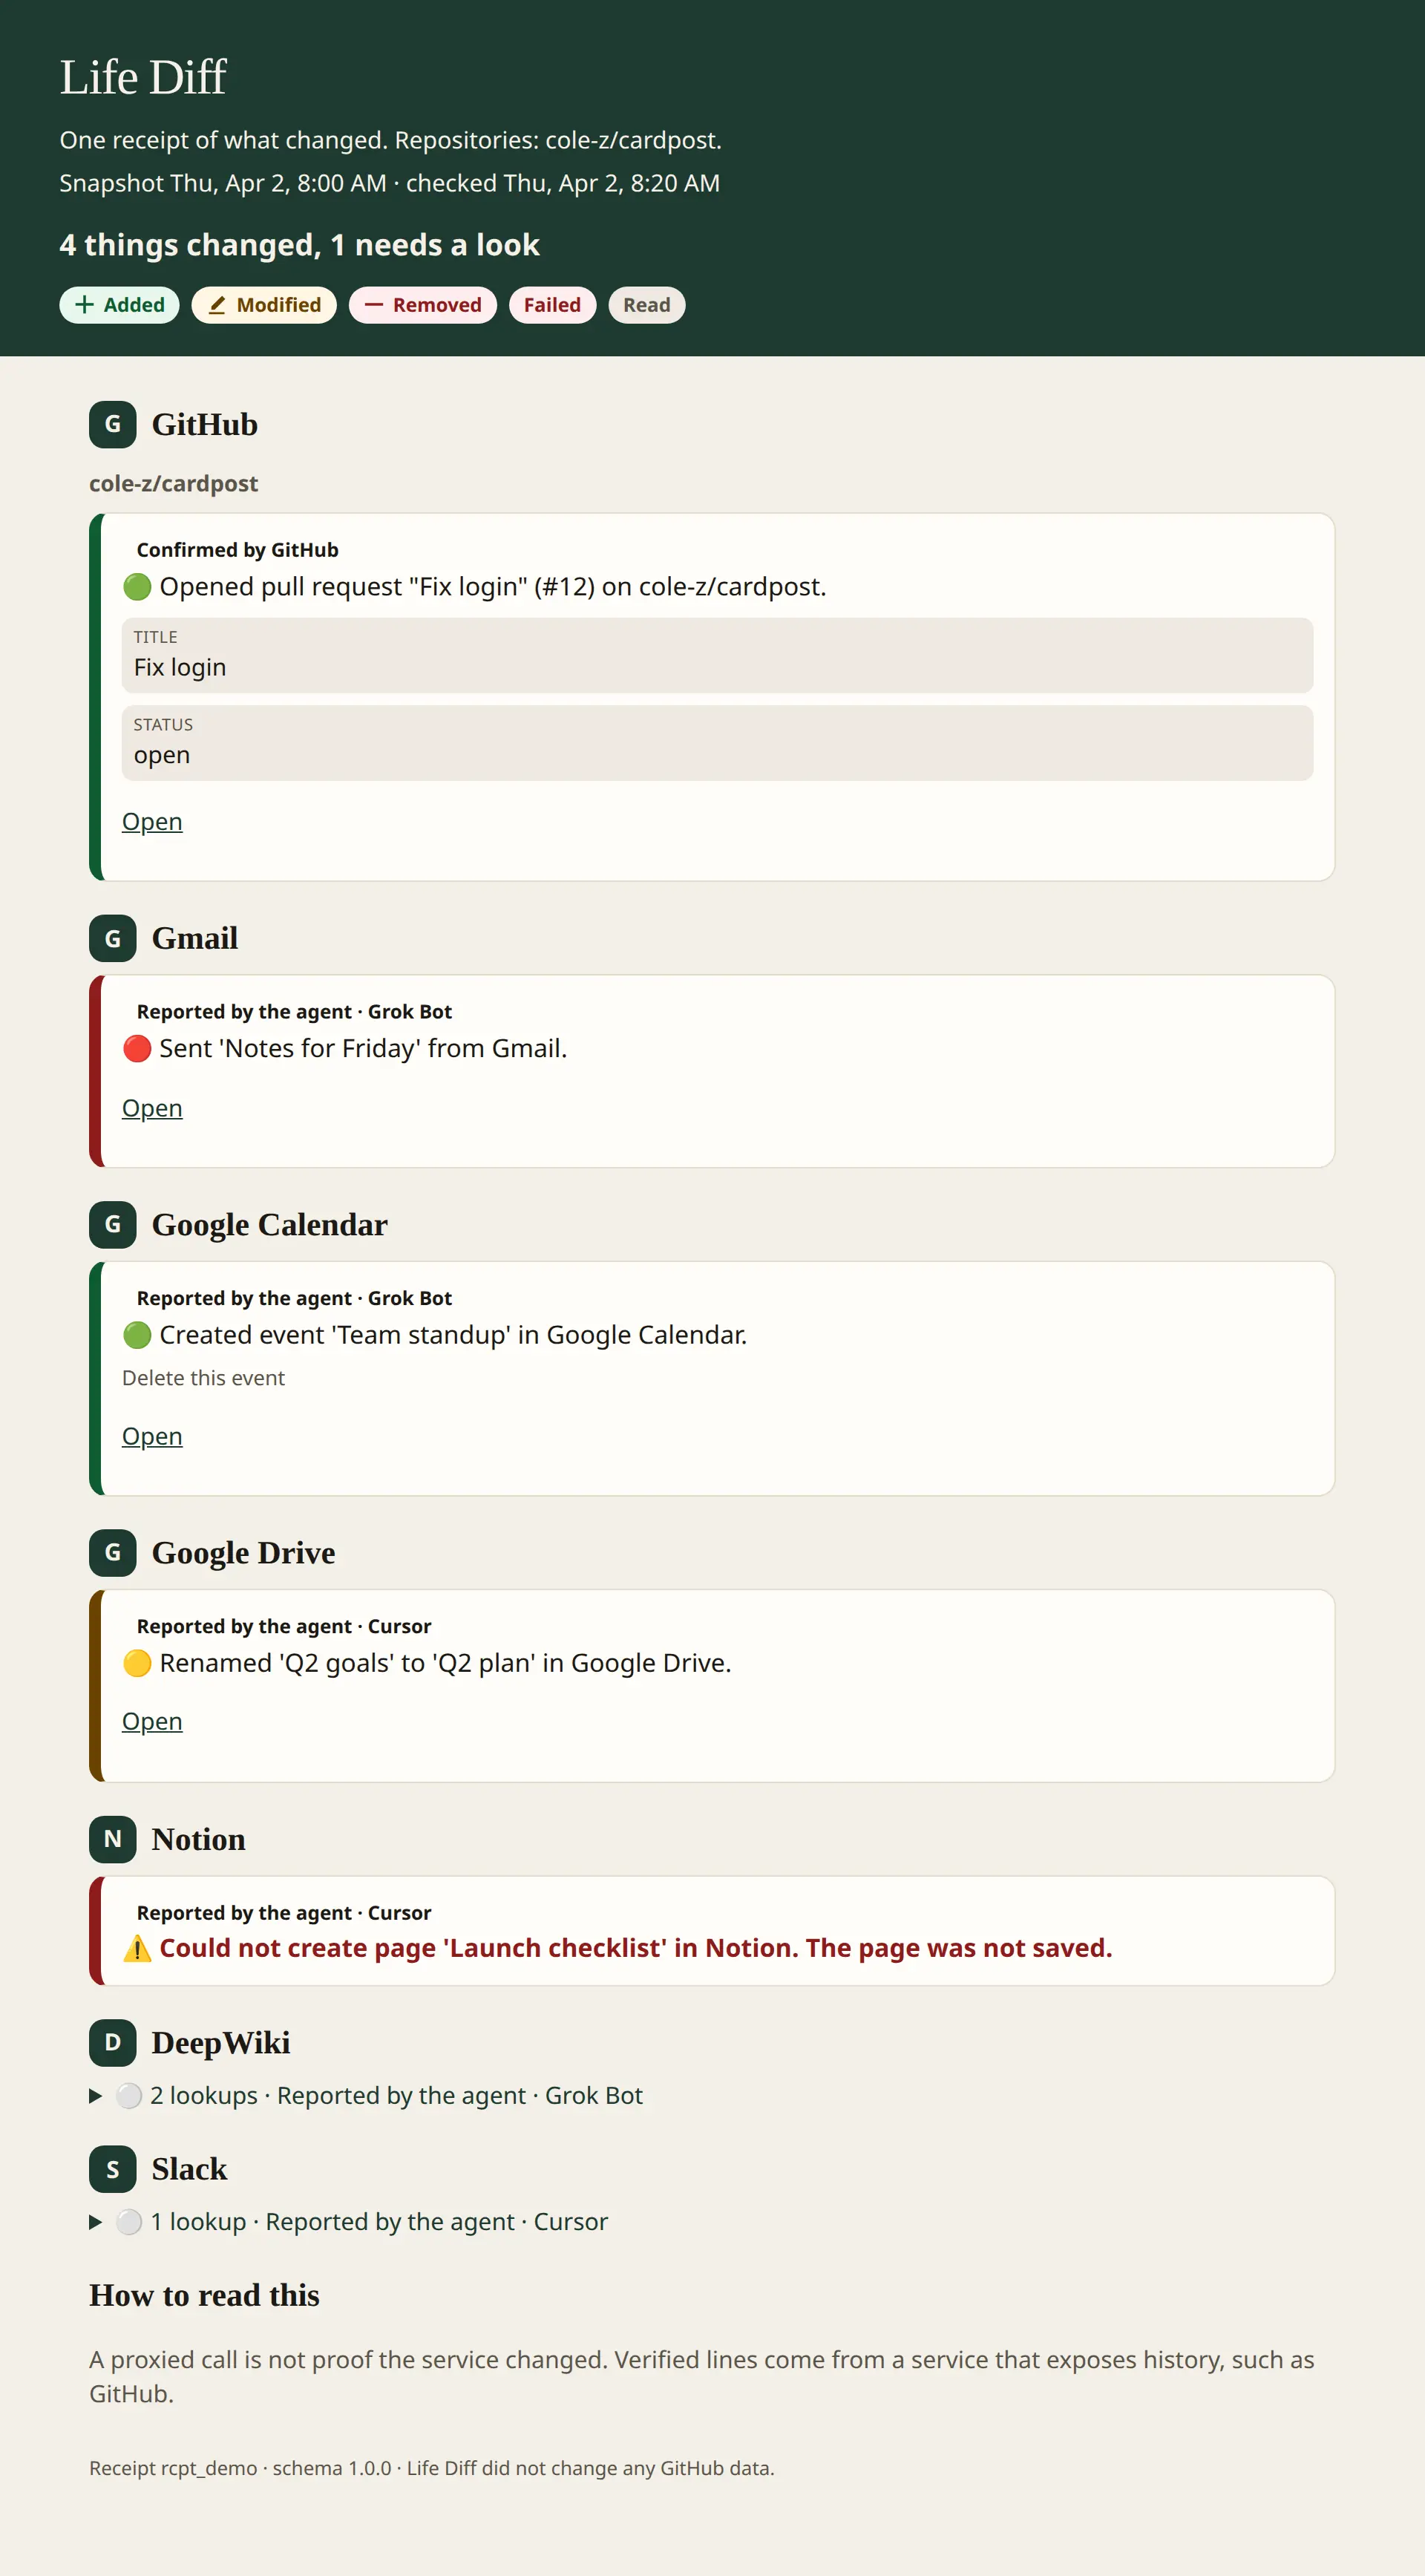 Life Diff
One receipt of what changed. Repositories: cole-z/cardpost.
Snapshot Thu, Apr 2, 8:00 AM · checked Thu, Apr 2, 8:20 AM
4 things changed, 1 needs a look
Added Modified Removed Failed Read
G GitHub
cole-z/cardpost
Confirmed by GitHub
Opened pull request "Fix login" (#12) on cole-z/cardpost.
TITLE
Fix login
STATUS
open
Open
G Gmail
Reported by the agent · Grok Bot
Sent 'Notes for Friday' from Gmail.
Open
G Google Calendar
Reported by the agent · Grok Bot
Created event 'Team standup' in Google Calendar.
Delete this event
Open
G Google Drive
Reported by the agent · Cursor
Renamed 'Q2 goals' to 'Q2 plan' in Google Drive.
Open
N Notion
Reported by the agent · Cursor
Could not create page 'Launch checklist' in Notion. The page was not saved.
D DeepWiki
2 lookups · Reported by the agent · Grok Bot
S Slack
1 lookup · Reported by the agent · Cursor
How to read this
A proxied call is not proof the service changed. Verified lines come from a service that exposes history, such as
GitHub.
Receipt rcpt_demo · schema 1.0.0 · Life Diff did not change any GitHub data.